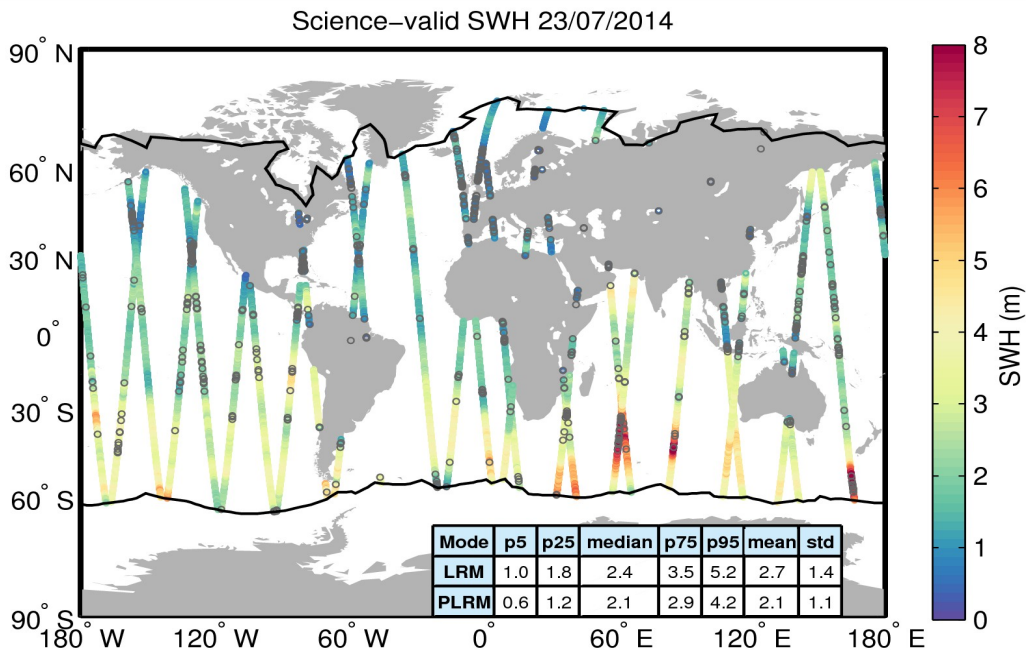 Science-valid SWH 23/07/2014
90° N
60° N
30° N
0°
30° S
60° S
90° S
180° W 120° W 60° W 0° 60° E 120° E 180° E
Mode p5 p25 median p75 p95 mean std
LRM 1.0 1.8 2.4 3.5 5.2 2.7 1.4
PLRM 0.6 1.2 2.1 2.9 4.2 2.1 1.1
8
7
6
5
4
3
2
1
0
SWH (m)